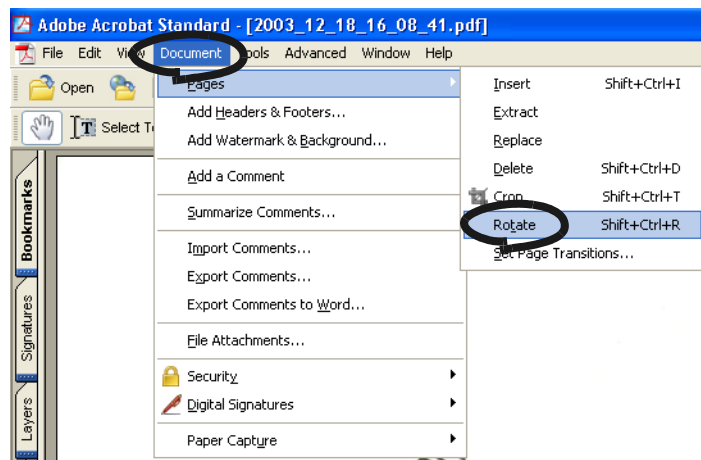 Adobe Acrobat Standard - [2003_12_18_16_08_41.pdf]
File Edit View Document Tools Advanced Window Help
Open
Select T
Pages
Add Headers & Footers...
Add Watermark & Background...
Add a Comment
Summarize Comments...
Import Comments...
Export Comments...
Export Comments to Word...
File Attachments...
Security
Digital Signatures
Paper Capture
Insert Shift+Ctrl+I
Extract
Replace
Delete Shift+Ctrl+D
Crop Shift+Ctrl+T
Rotate Shift+Ctrl+R
Set Page Transitions...
Bookmarks
Signatures
Layers